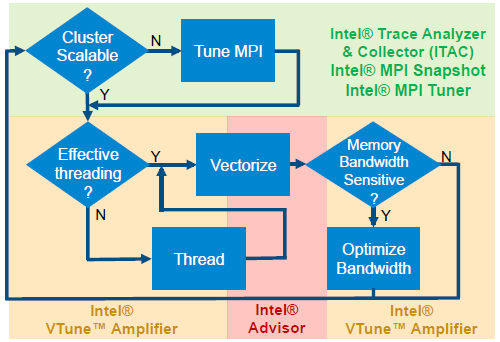 Cluster
Scalable
?
N
Tune MPI
Intel® Trace Analyzer
& Collector (ITAC)
Intel® MPI Snapshot
Intel® MPI Tuner
Y
Effective
threading
?
Y
Vectorize
Memory
Bandwidth
Sensitive
?
N
N
Y
Thread
Optimize
Bandwidth
Intel®
VTune™ Amplifier
Intel®
Advisor
Intel®
VTune™ Amplifier